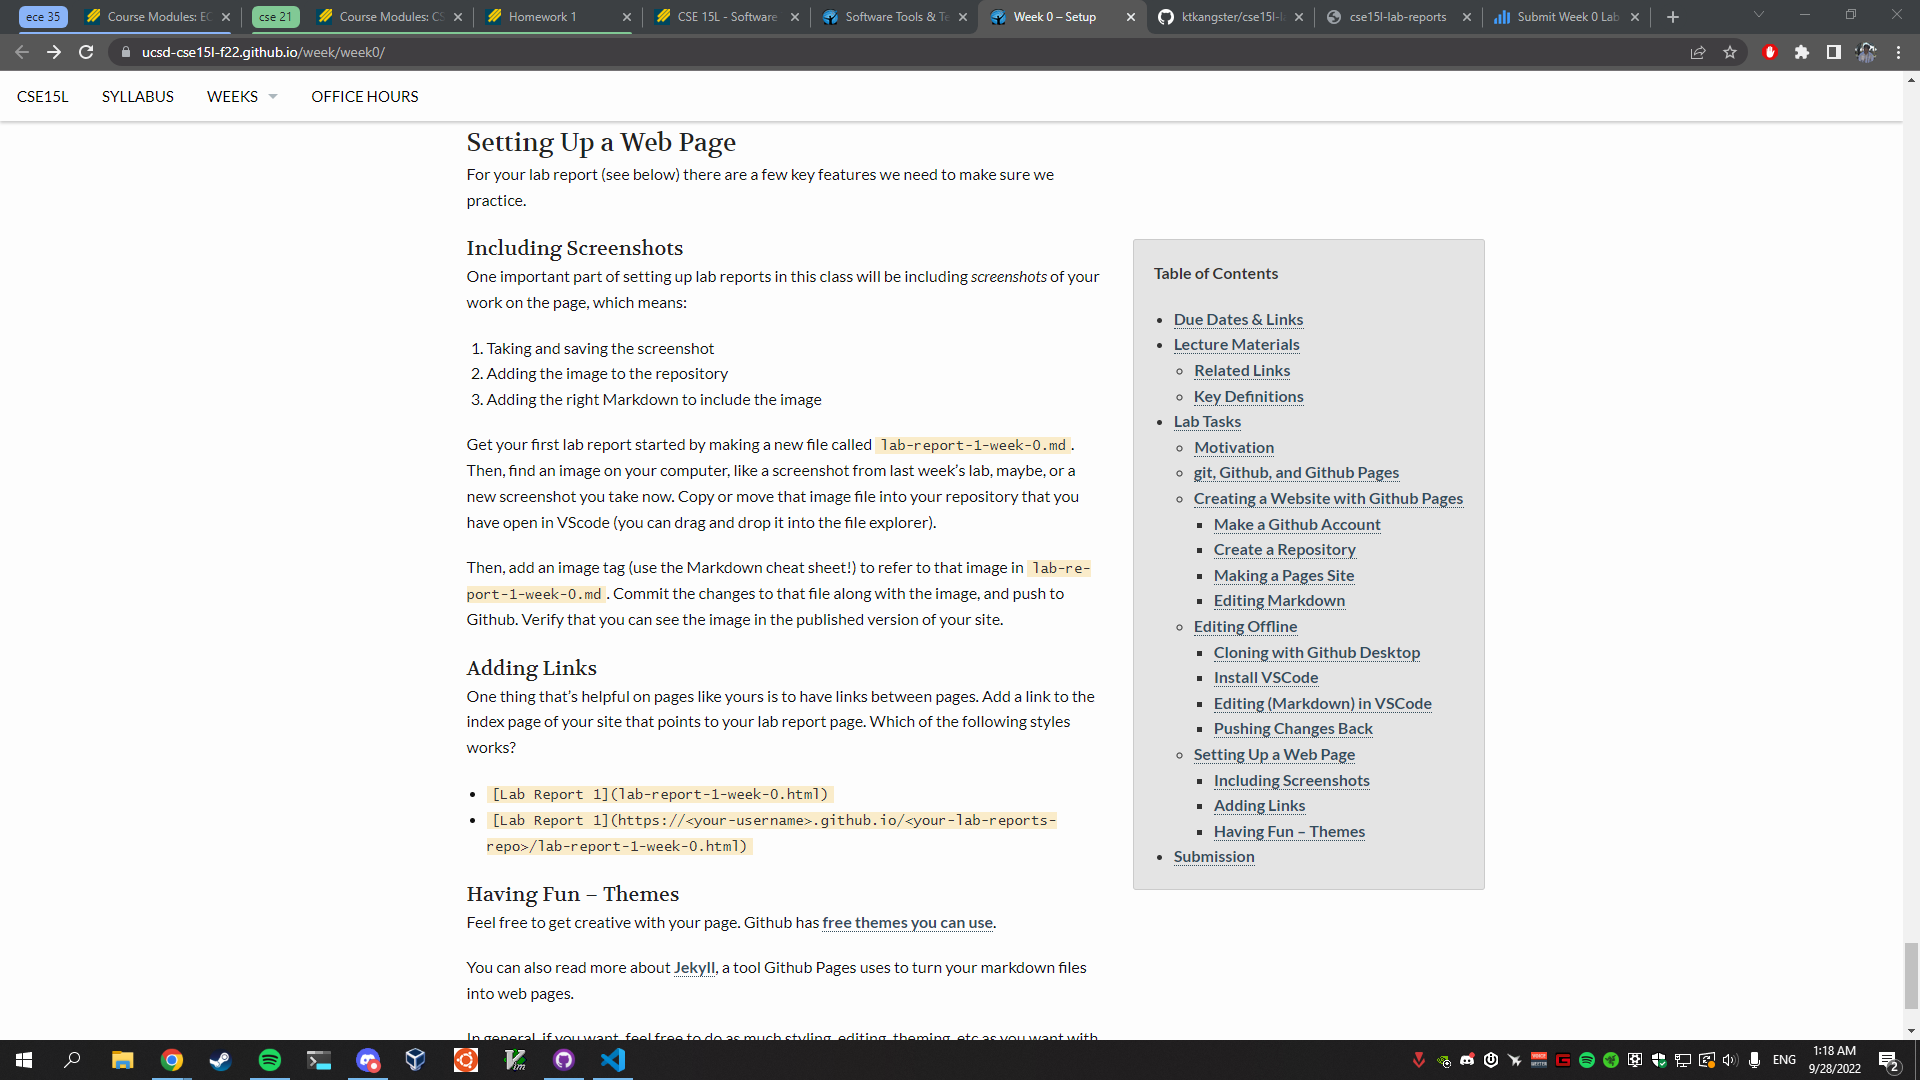 ece 35
Course Modules: EC
cse 21
Course Modules: CS
Homework 1
CSE 15L - Software
Software Tools & Te
Week 0 – Setup
ktkangster/cse15l-la
cse15l-lab-reports
Submit Week 0 Lab
ucsd-cse15l-f22.github.io/week/week0/
CSE15L
SYLLABUS
WEEKS
OFFICE HOURS
Setting Up a Web Page
For your lab report (see below) there are a few key features we need to make sure we
practice.
Including Screenshots
One important part of setting up lab reports in this class will be including screenshots of your
work on the page, which means:
1. Taking and saving the screenshot
2. Adding the image to the repository
3. Adding the right Markdown to include the image
Get your first lab report started by making a new file called lab-report-1-week-0.md.
Then, find an image on your computer, like a screenshot from last week’s lab, maybe, or a
new screenshot you take now. Copy or move that image file into your repository that you
have open in VScode (you can drag and drop it into the file explorer).
Then, add an image tag (use the Markdown cheat sheet!) to refer to that image in lab-re-
port-1-week-0.md. Commit the changes to that file along with the image, and push to
Github. Verify that you can see the image in the published version of your site.
Adding Links
One thing that’s helpful on pages like yours is to have links between pages. Add a link to the
index page of your site that points to your lab report page. Which of the following styles
works?
[Lab Report 1](lab-report-1-week-0.html)
[Lab Report 1](https://<your-username>.github.io/<your-lab-reports-
repo>/lab-report-1-week-0.html)
Having Fun – Themes
Feel free to get creative with your page. Github has free themes you can use.
You can also read more about Jekyll, a tool Github Pages uses to turn your markdown files
into web pages.
In general, if you want, feel free to do as much styling, editing, theming, etc as you want with
Table of Contents
Due Dates & Links
Lecture Materials
Related Links
Key Definitions
Lab Tasks
Motivation
git, Github, and Github Pages
Creating a Website with Github Pages
Make a Github Account
Create a Repository
Making a Pages Site
Editing Markdown
Editing Offline
Cloning with Github Desktop
Install VSCode
Editing (Markdown) in VSCode
Pushing Changes Back
Setting Up a Web Page
Including Screenshots
Adding Links
Having Fun – Themes
Submission
ENG
1:18 AM
9/28/2022
2